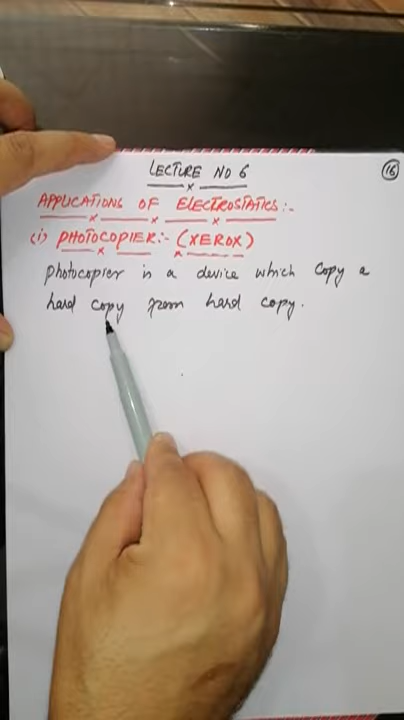 LECTURE NO 6
16
APPLICATIONS OF ELECTROSTATICS:-
(i) PHOTOCOPIER:- (XEROX)
Photocopier is a device which copy a
hard copy from hard copy.